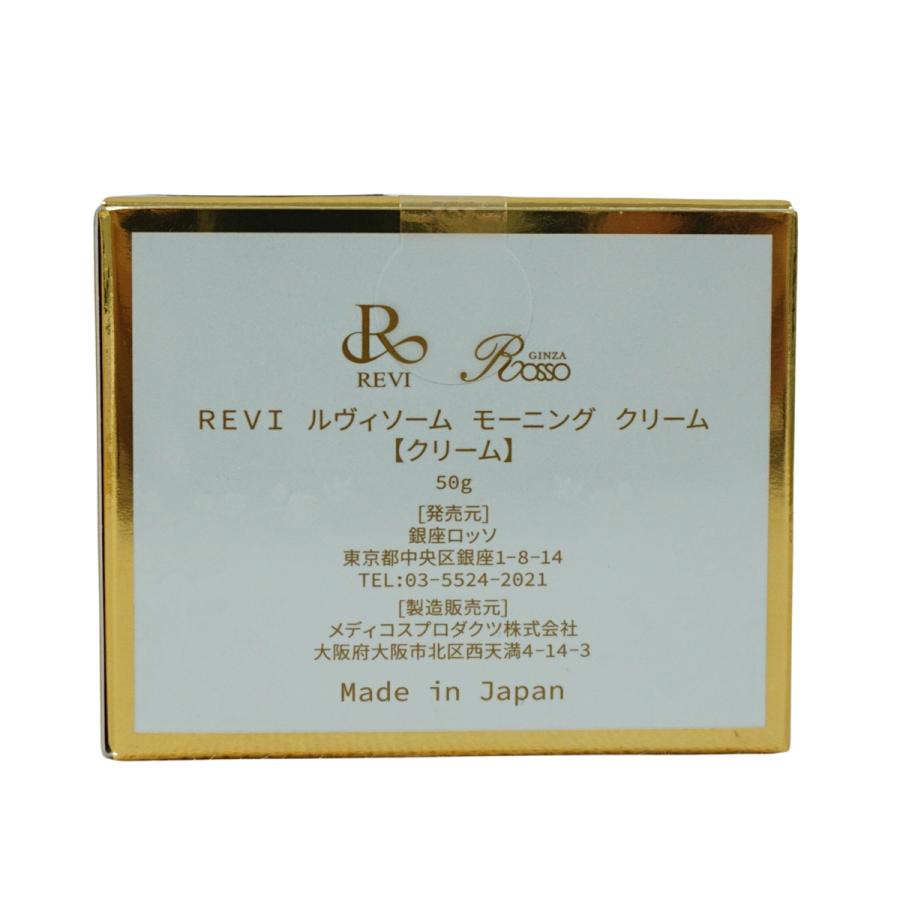 R
REVI
GINZA
Rosso
REVI ルヴィソーム モーニング クリーム
【クリーム】
50g
[発売元]
銀座ロッソ
東京都中央区銀座1-8-14
TEL:03-5524-2021
[製造販売元]
メディコスプロダクツ株式会社
大阪府大阪市北区西天満4-14-3
Made in Japan